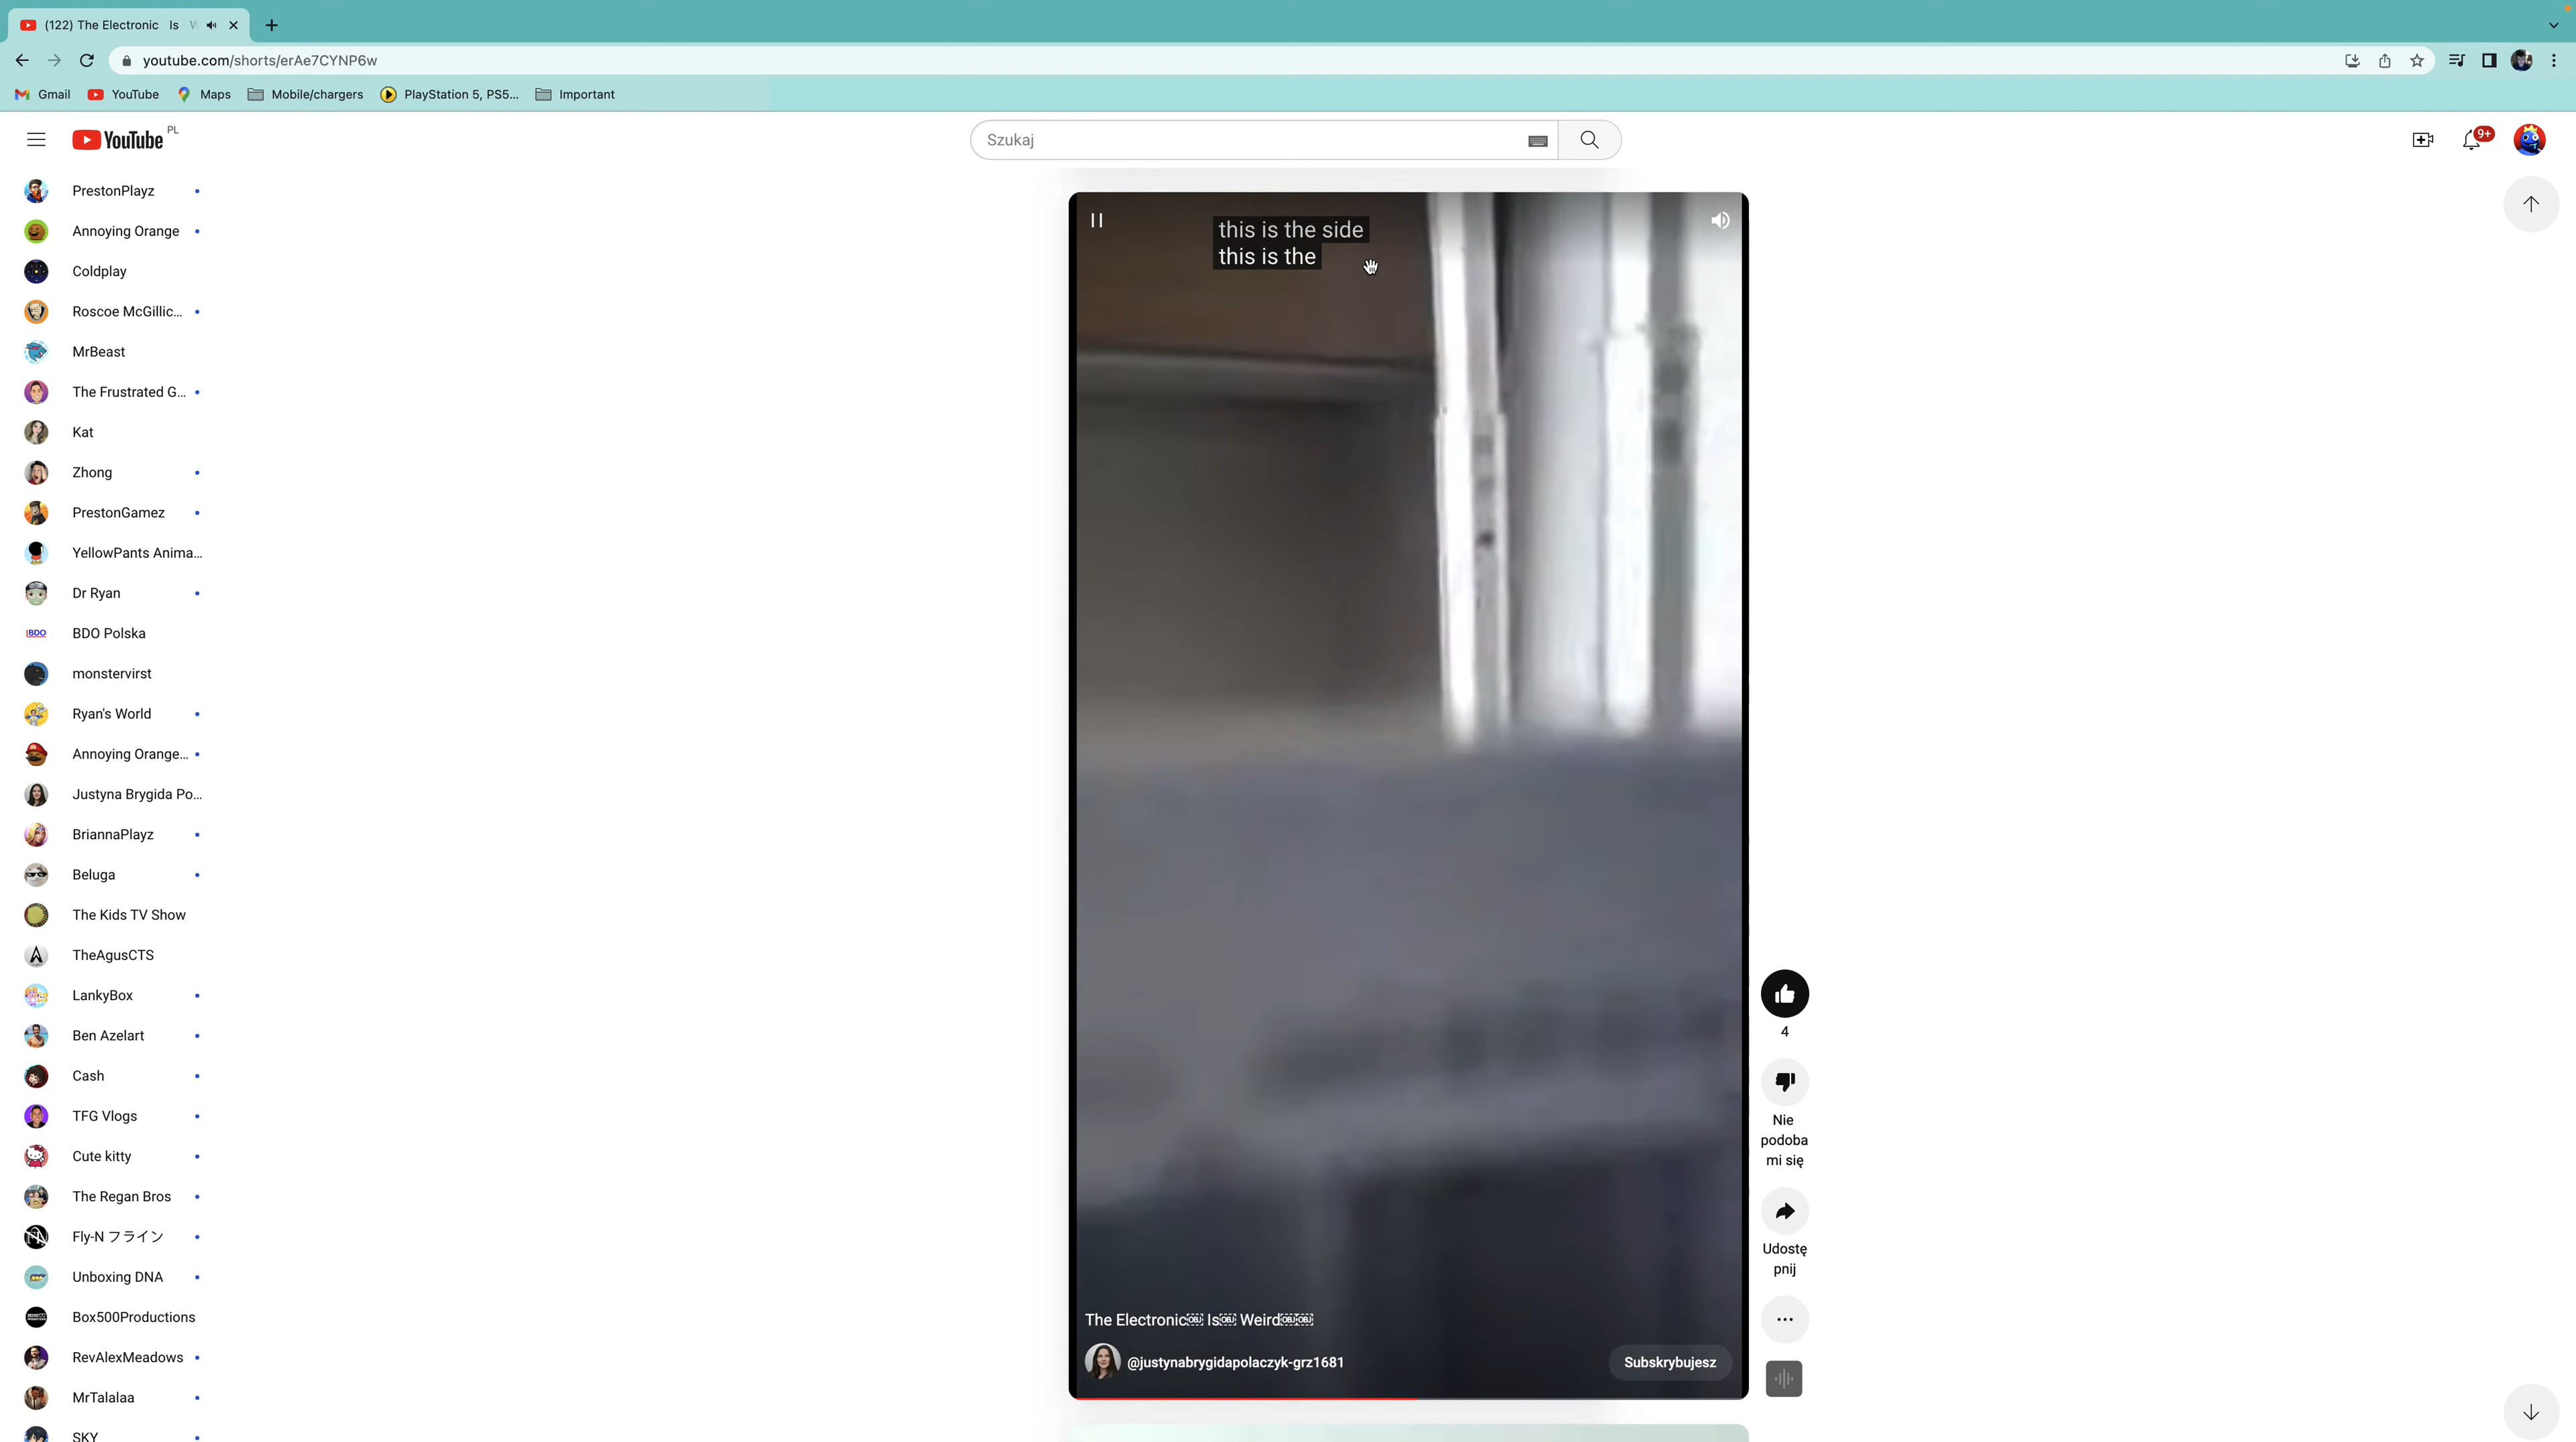 (122) The Electronic Is
youtube.com/shorts/erAe7CYNP6w
Gmail
YouTube
Maps
Mobile/chargers
PlayStation 5, PS5...
Important
YouTube
PL
Szukaj
9+
PrestonPlayz
Annoying Orange
Coldplay
Roscoe McGillic...
MrBeast
The Frustrated G...
Kat
Zhong
PrestonGamez
YellowPants Anima...
Dr Ryan
BDO
BDO Polska
monstervirst
Ryan's World
Annoying Orange...
Justyna Brygida Po...
BriannaPlayz
Beluga
The Kids TV Show
TheAgusCTS
LankyBox
Ben Azelart
Cash
TFG Vlogs
Cute kitty
The Regan Bros
Fly-N フライン
Unboxing DNA
Box500Productions
RevAlexMeadows
MrTalalaa
SKY
this is the side
this is the
The Electronic￼ Is￼ Weird￼￼
@justynabrygidapolaczyk-grz1681
Subskrybujesz
4
Nie
podoba
mi się
Udostę
pnij